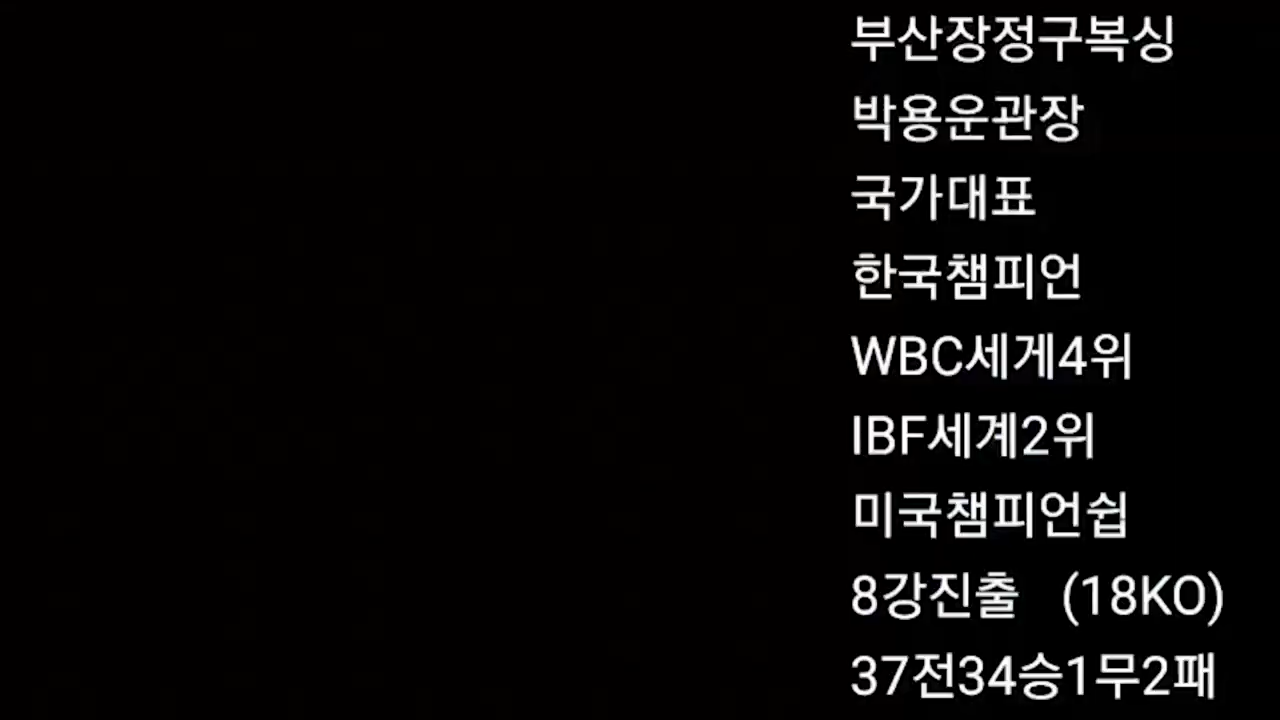 부산장정구복싱
박용운관장
국가대표
한국챔피언
WBC세게4위
IBF세계2위
미국챔피언쉽
8강진출 (18KO)
37전34승1무2패